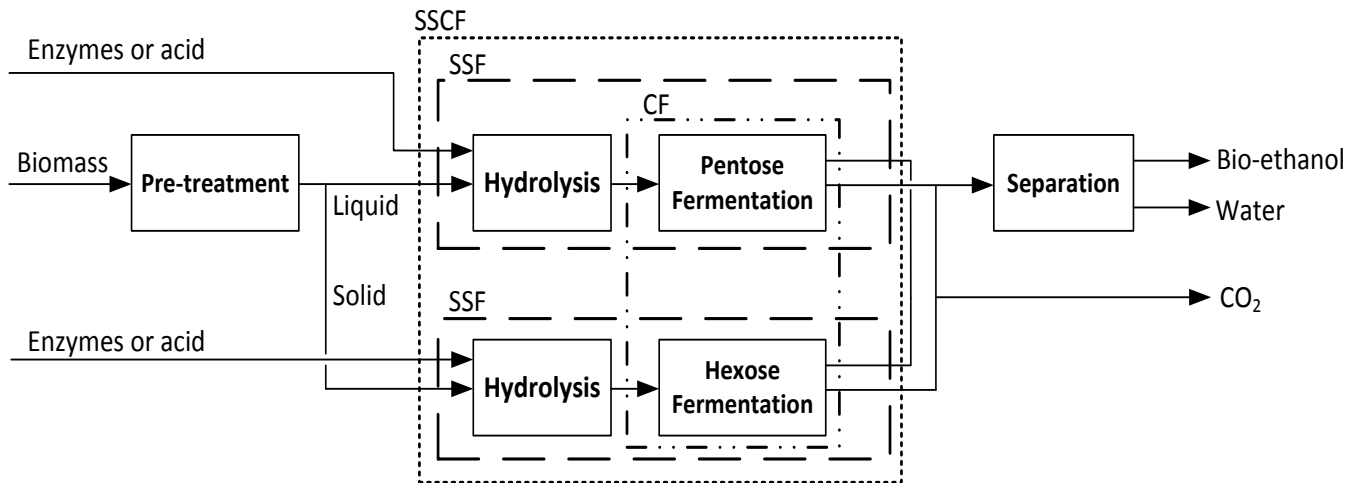 SSCF
Enzymes or acid
SSF
CF
Biomass
Pre-treatment
Hydrolysis
Pentose
Fermentation
Separation
Bio-ethanol
Water
Liquid
Solid
CO₂
SSF
Enzymes or acid
Hydrolysis
Hexose
Fermentation